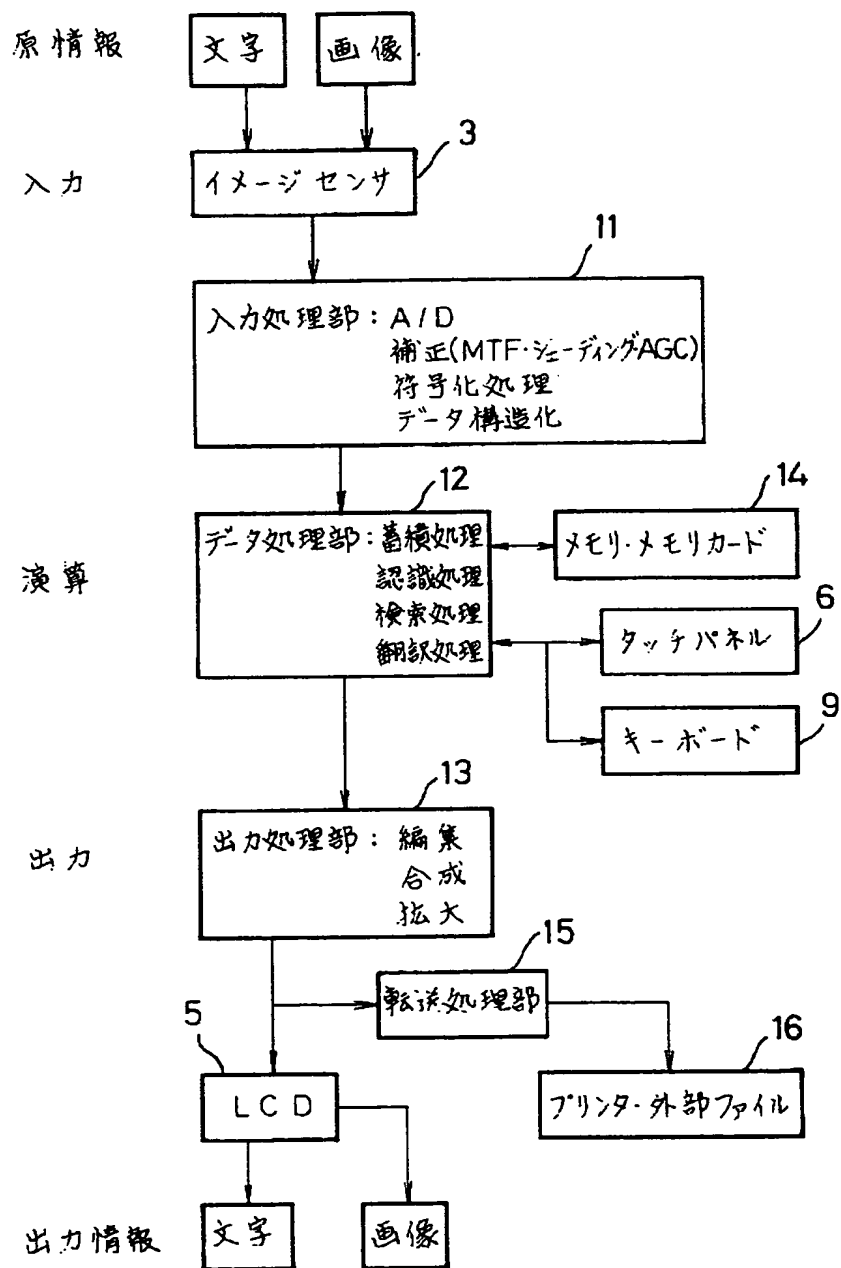 原情報
文字
画像
3
入力
イメージセンサ
11
入力処理部：A/D
補正(MTF・シェーディングAGC)
符号化処理
データ構造化
12
14
データ処理部：蓄積処理
メモリ・メモリカード
演算
認識処理
6
検索処理
タッチパネル
翻訳処理
9
キーボード
13
出力処理部：編集
出力
合成
拡大
15
転送処理部
5
16
LCD
プリンタ・外部ファイル
出力情報
文字
画像